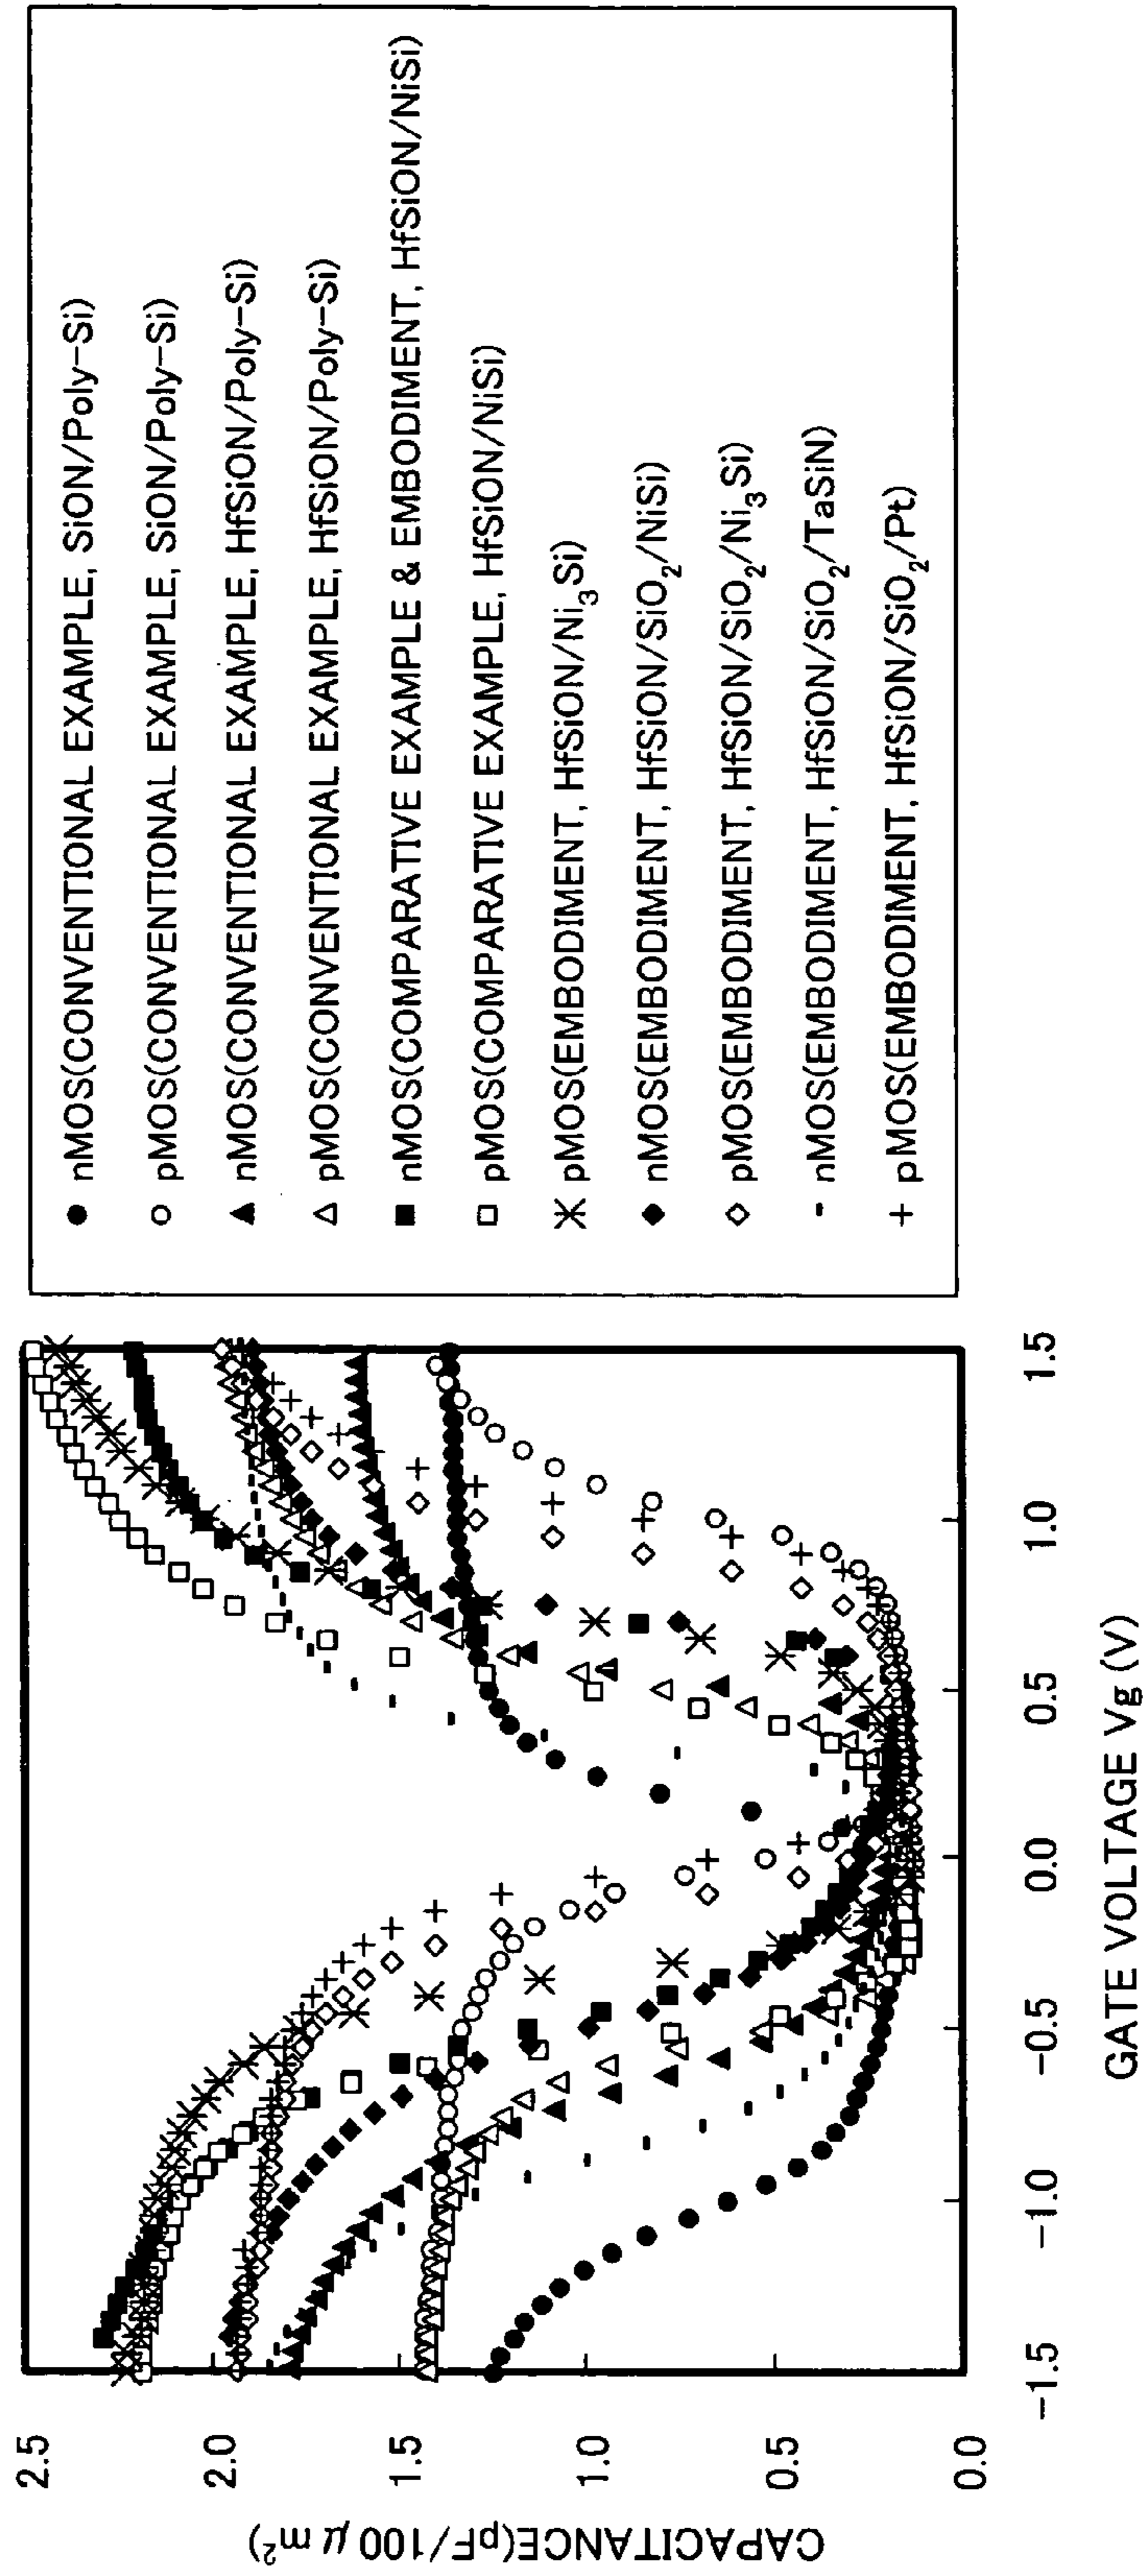 CAPACITANCE(pF/100 μm²)
2.5
2.0
1.5
1.0
0.5
0.0
−1.5
−1.0
−0.5
0.0
0.5
1.0
1.5
GATE VOLTAGE Vg (V)
nMOS(CONVENTIONAL EXAMPLE, SiON/Poly−Si)
pMOS(CONVENTIONAL EXAMPLE, SiON/Poly−Si)
nMOS(CONVENTIONAL EXAMPLE, HfSiON/Poly−Si)
pMOS(CONVENTIONAL EXAMPLE, HfSiON/Poly−Si)
nMOS(COMPARATIVE EXAMPLE & EMBODIMENT, HfSiON/NiSi)
pMOS(COMPARATIVE EXAMPLE, HfSiON/NiSi)
pMOS(EMBODIMENT, HfSiON/Ni₃Si)
nMOS(EMBODIMENT, HfSiON/SiO₂/NiSi)
pMOS(EMBODIMENT, HfSiON/SiO₂/Ni₃Si)
nMOS(EMBODIMENT, HfSiON/SiO₂/TaSiN)
pMOS(EMBODIMENT, HfSiON/SiO₂/Pt)